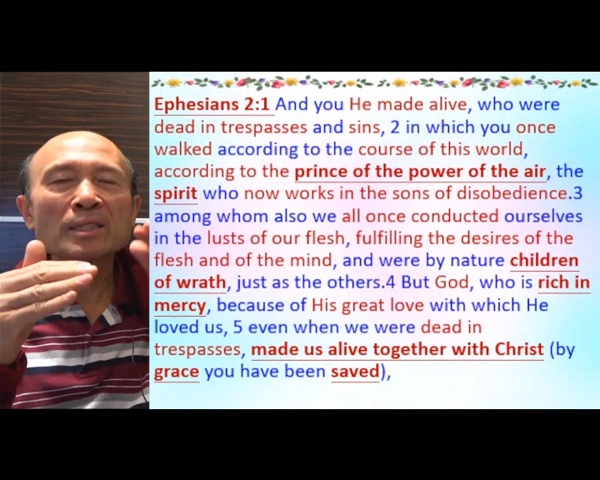 Ephesians 2:1 And you He made alive, who were
dead in trespasses and sins, 2 in which you once
walked according to the course of this world,
according to the prince of the power of the air, the
spirit who now works in the sons of disobedience.3
among whom also we all once conducted ourselves
in the lusts of our flesh, fulfilling the desires of the
flesh and of the mind, and were by nature children
of wrath, just as the others.4 But God, who is rich in
mercy, because of His great love with which He
loved us, 5 even when we were dead in
trespasses, made us alive together with Christ (by
grace you have been saved),